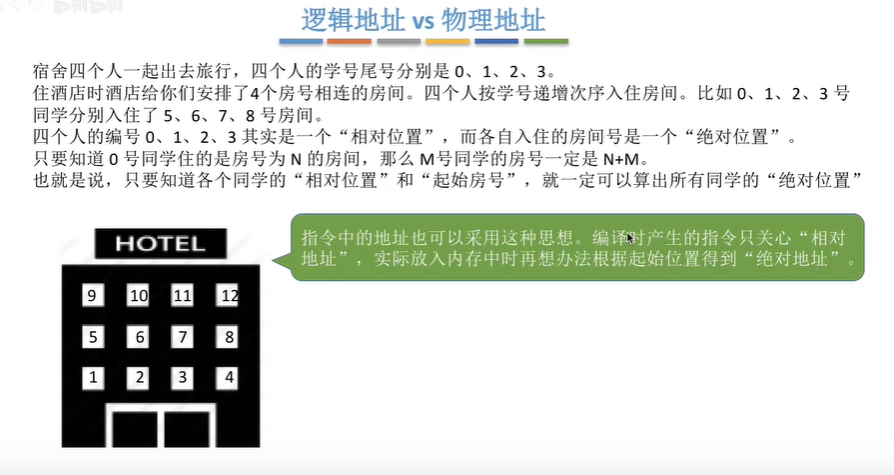 逻辑地址 vs 物理地址
宿舍四个人一起出去旅行，四个人的学号尾号分别是 0、1、2、3。
住酒店时酒店给你们安排了4个房号相连的房间。四个人按学号递增次序入住房间。比如 0、1、2、3 号
同学分别入住了 5、6、7、8 号房间。
四个人的编号 0、1、2、3 其实是一个“相对位置”，而各自入住的房间号是一个“绝对位置”。
只要知道 0 号同学住的是房号为 N 的房间，那么 M号同学的房号一定是 N+M。
也就是说，只要知道各个同学的“相对位置”和“起始房号”，就一定可以算出所有同学的“绝对位置”
指令中的地址也可以采用这种思想。编译时产生的指令只关心“相对
地址”，实际放入内存中时再想办法根据起始位置得到“绝对地址”。
HOTEL
9 10 11 12
5 6 7 8
1 2 3 4